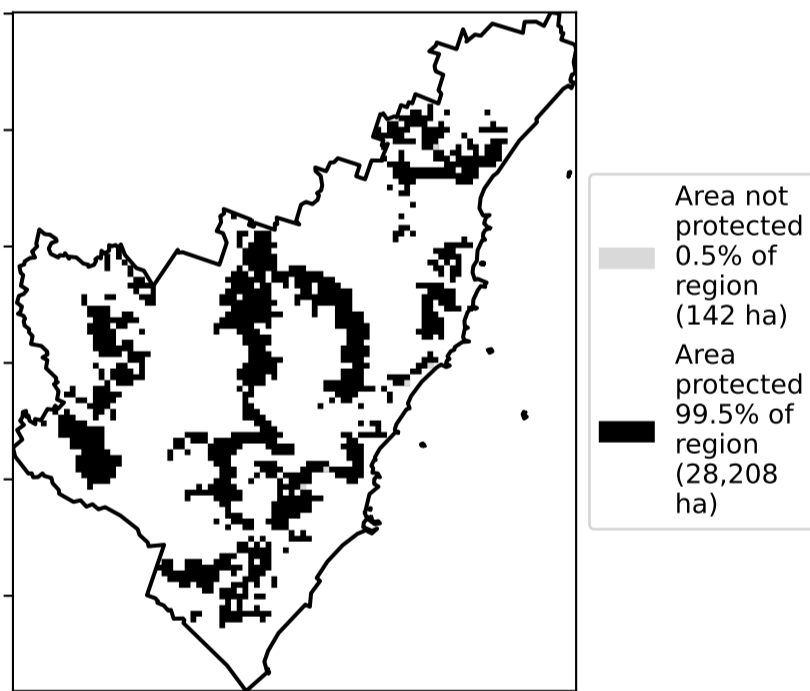 Area not
protected
0.5% of
region
(142 ha)
Area
protected
99.5% of
region
(28,208
ha)